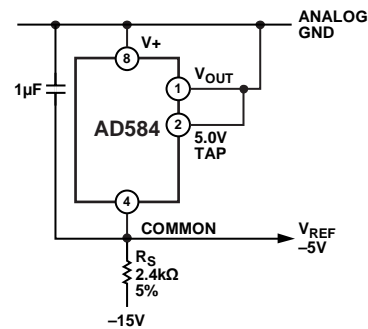 ANALOG
GND
V+
8
VOUT
1µF
1
AD584
2
5.0V
TAP
4
COMMON
VREF
–5V
RS
2.4kΩ
5%
–15V